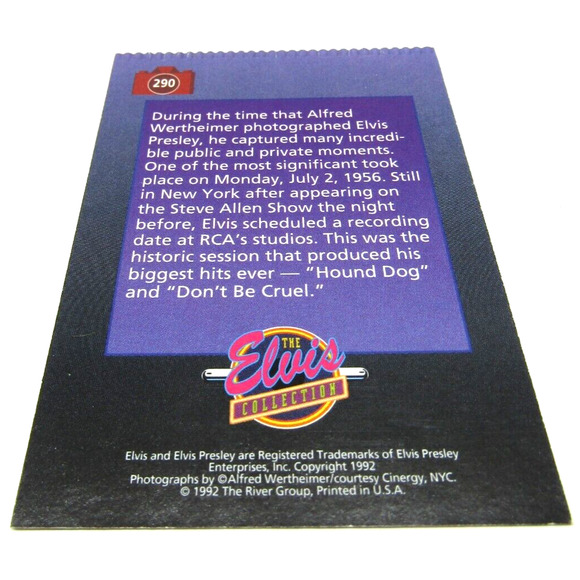 290
During the time that Alfred
Wertheimer photographed Elvis
Presley, he captured many incredi-
ble public and private moments.
One of the most significant took
place on Monday, July 2, 1956. Still
in New York after appearing on
the Steve Allen Show the night
before, Elvis scheduled a recording
date at RCA's studios. This was the
historic session that produced his
biggest hits ever — “Hound Dog”
and “Don't Be Cruel.”
THE
Elvis
COLLECTION
Elvis and Elvis Presley are Registered Trademarks of Elvis Presley
Enterprises, Inc. Copyright 1992
Photographs by ©Alfred Wertheimer/courtesy Cinergy, NYC.
© 1992 The River Group, Printed in U.S.A.